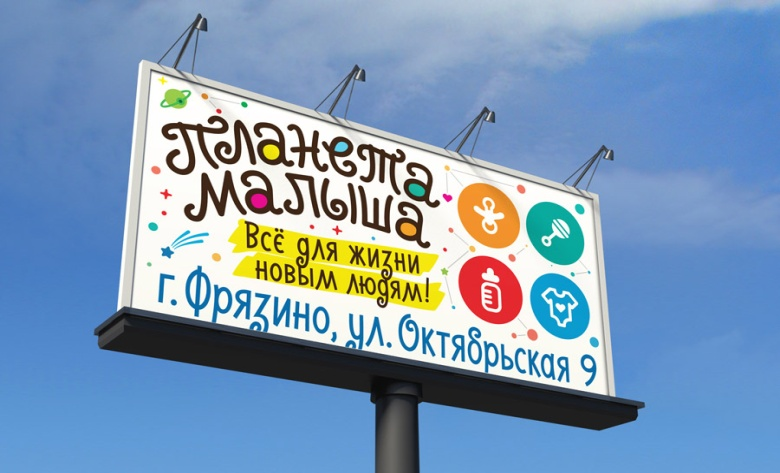 планета
малыша
Всё для жизни
новым людям!
г. Фрязино, ул. Октябрьская 9